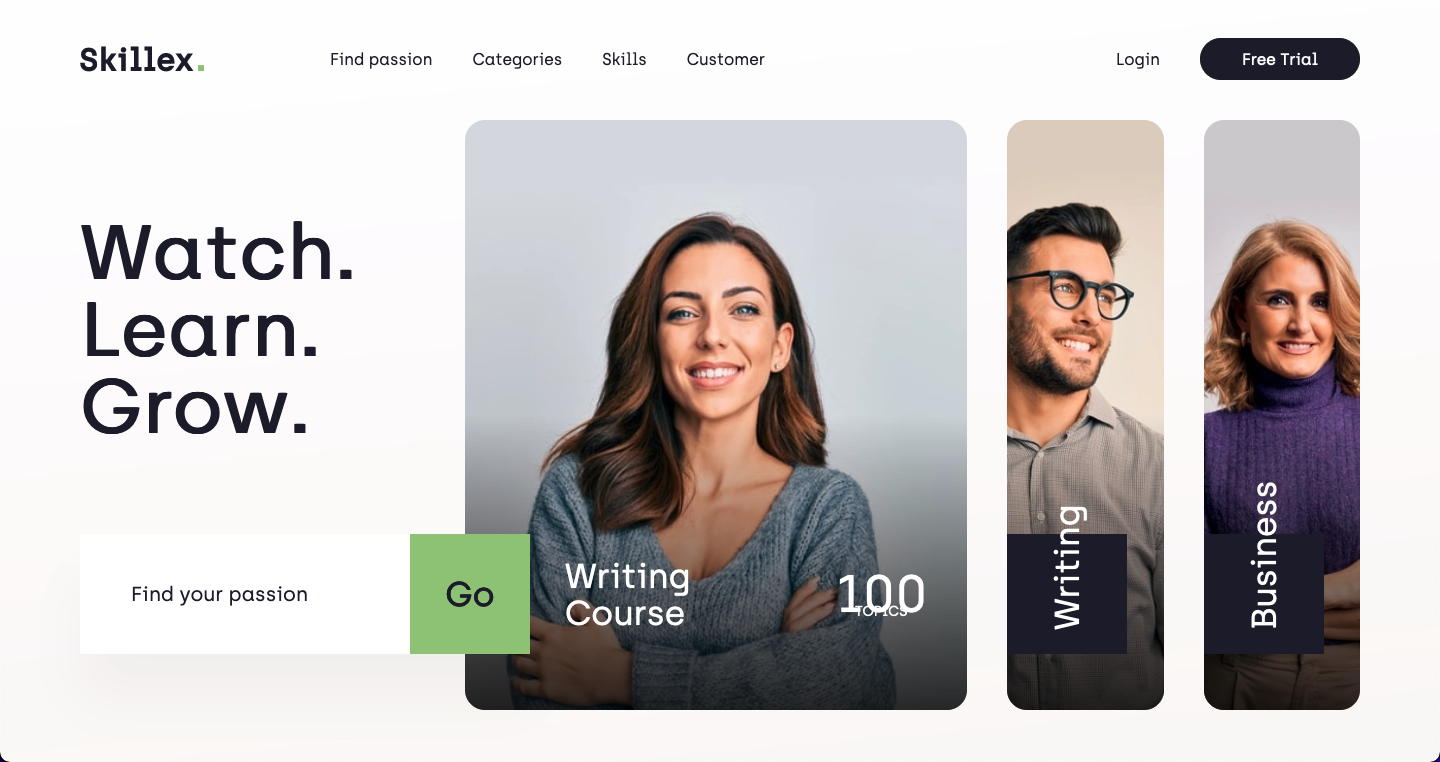 Skillex.
Find passion
Categories
Skills
Customer
Login
Free Trial
Watch.
Learn.
Grow.
Find your passion
Go
Writing
Course
100
TOPICS
Writing
Business